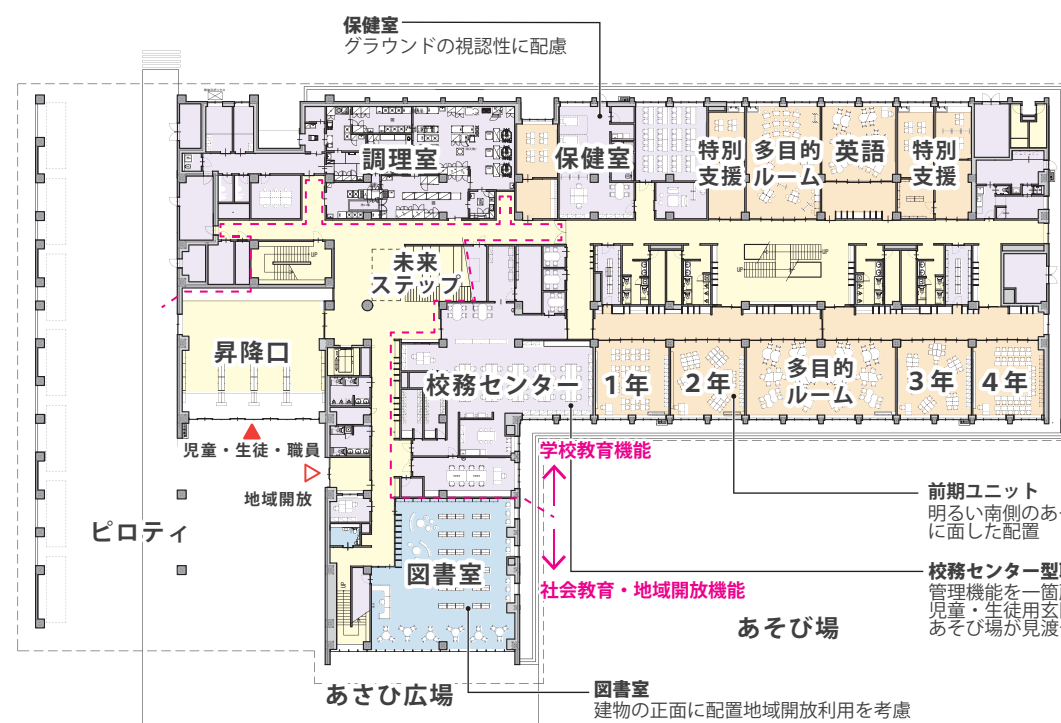 保健室
グラウンドの視認性に配慮
調理室
保健室
特別
支援
多目的
ルーム
英語
特別
支援
UP
未来
ステップ
UP
UP
昇降口
校務センター
1年
2年
多目的
ルーム
3年
4年
児童・生徒・職員
地域開放
学校教育機能
ピロティ
前期ユニット
明るい南側のあ
に面した配置
図書室
社会教育・地域開放機能
校務センター型
管理機能を一箇
児童・生徒用玄
あそび場が見渡
あそび場
UP
あさひ広場
図書室
建物の正面に配置地域開放利用を考慮